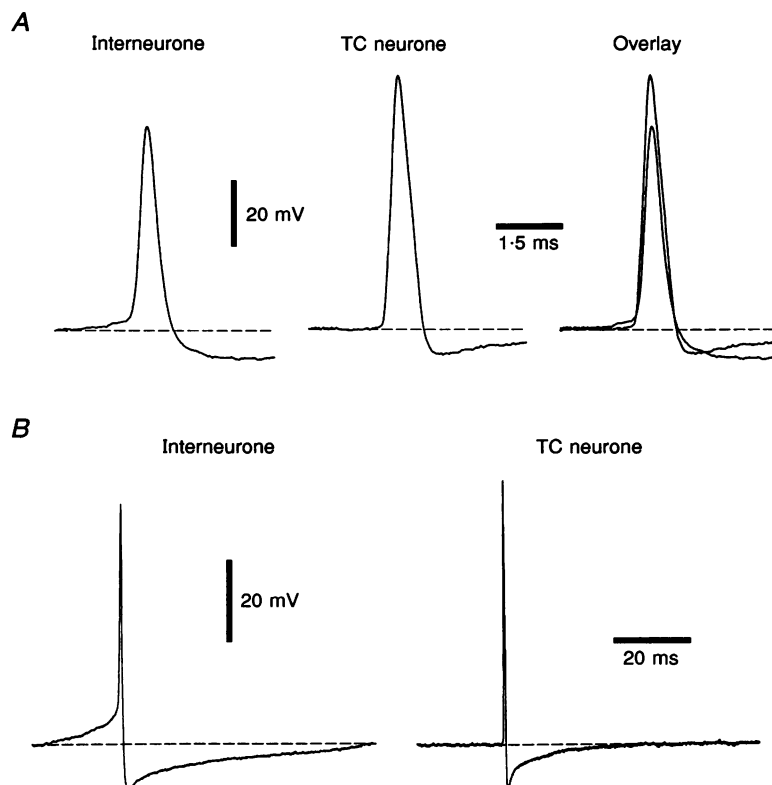 A
Interneurone
TC neurone
Overlay
20 mV
1·5 ms
B
Interneurone
TC neurone
20 mV
20 ms